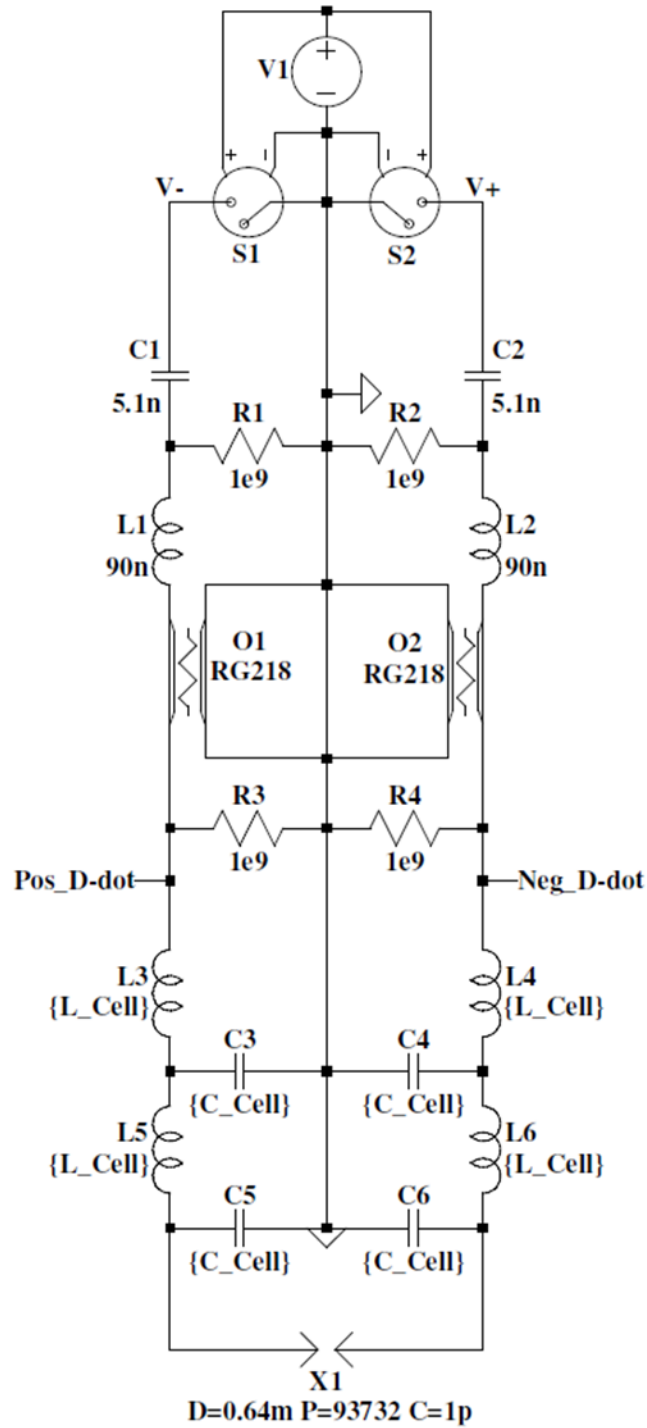 V1
+
−
+ − − +
V- V+
S1 S2
C1 C2
5.1n 5.1n
R1 R2
1e9 1e9
L1 L2
90n 90n
O1 O2
RG218 RG218
R3 R4
1e9 1e9
Pos_D-dot Neg_D-dot
L3 L4
{L_Cell} {L_Cell}
C3 C4
{C_Cell} {C_Cell}
L5 L6
{L_Cell} {L_Cell}
C5 C6
{C_Cell} {C_Cell}
X1
D=0.64m P=93732 C=1p